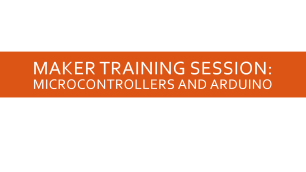 MAKER TRAINING SESSION:
MICROCONTROLLERS AND ARDUINO